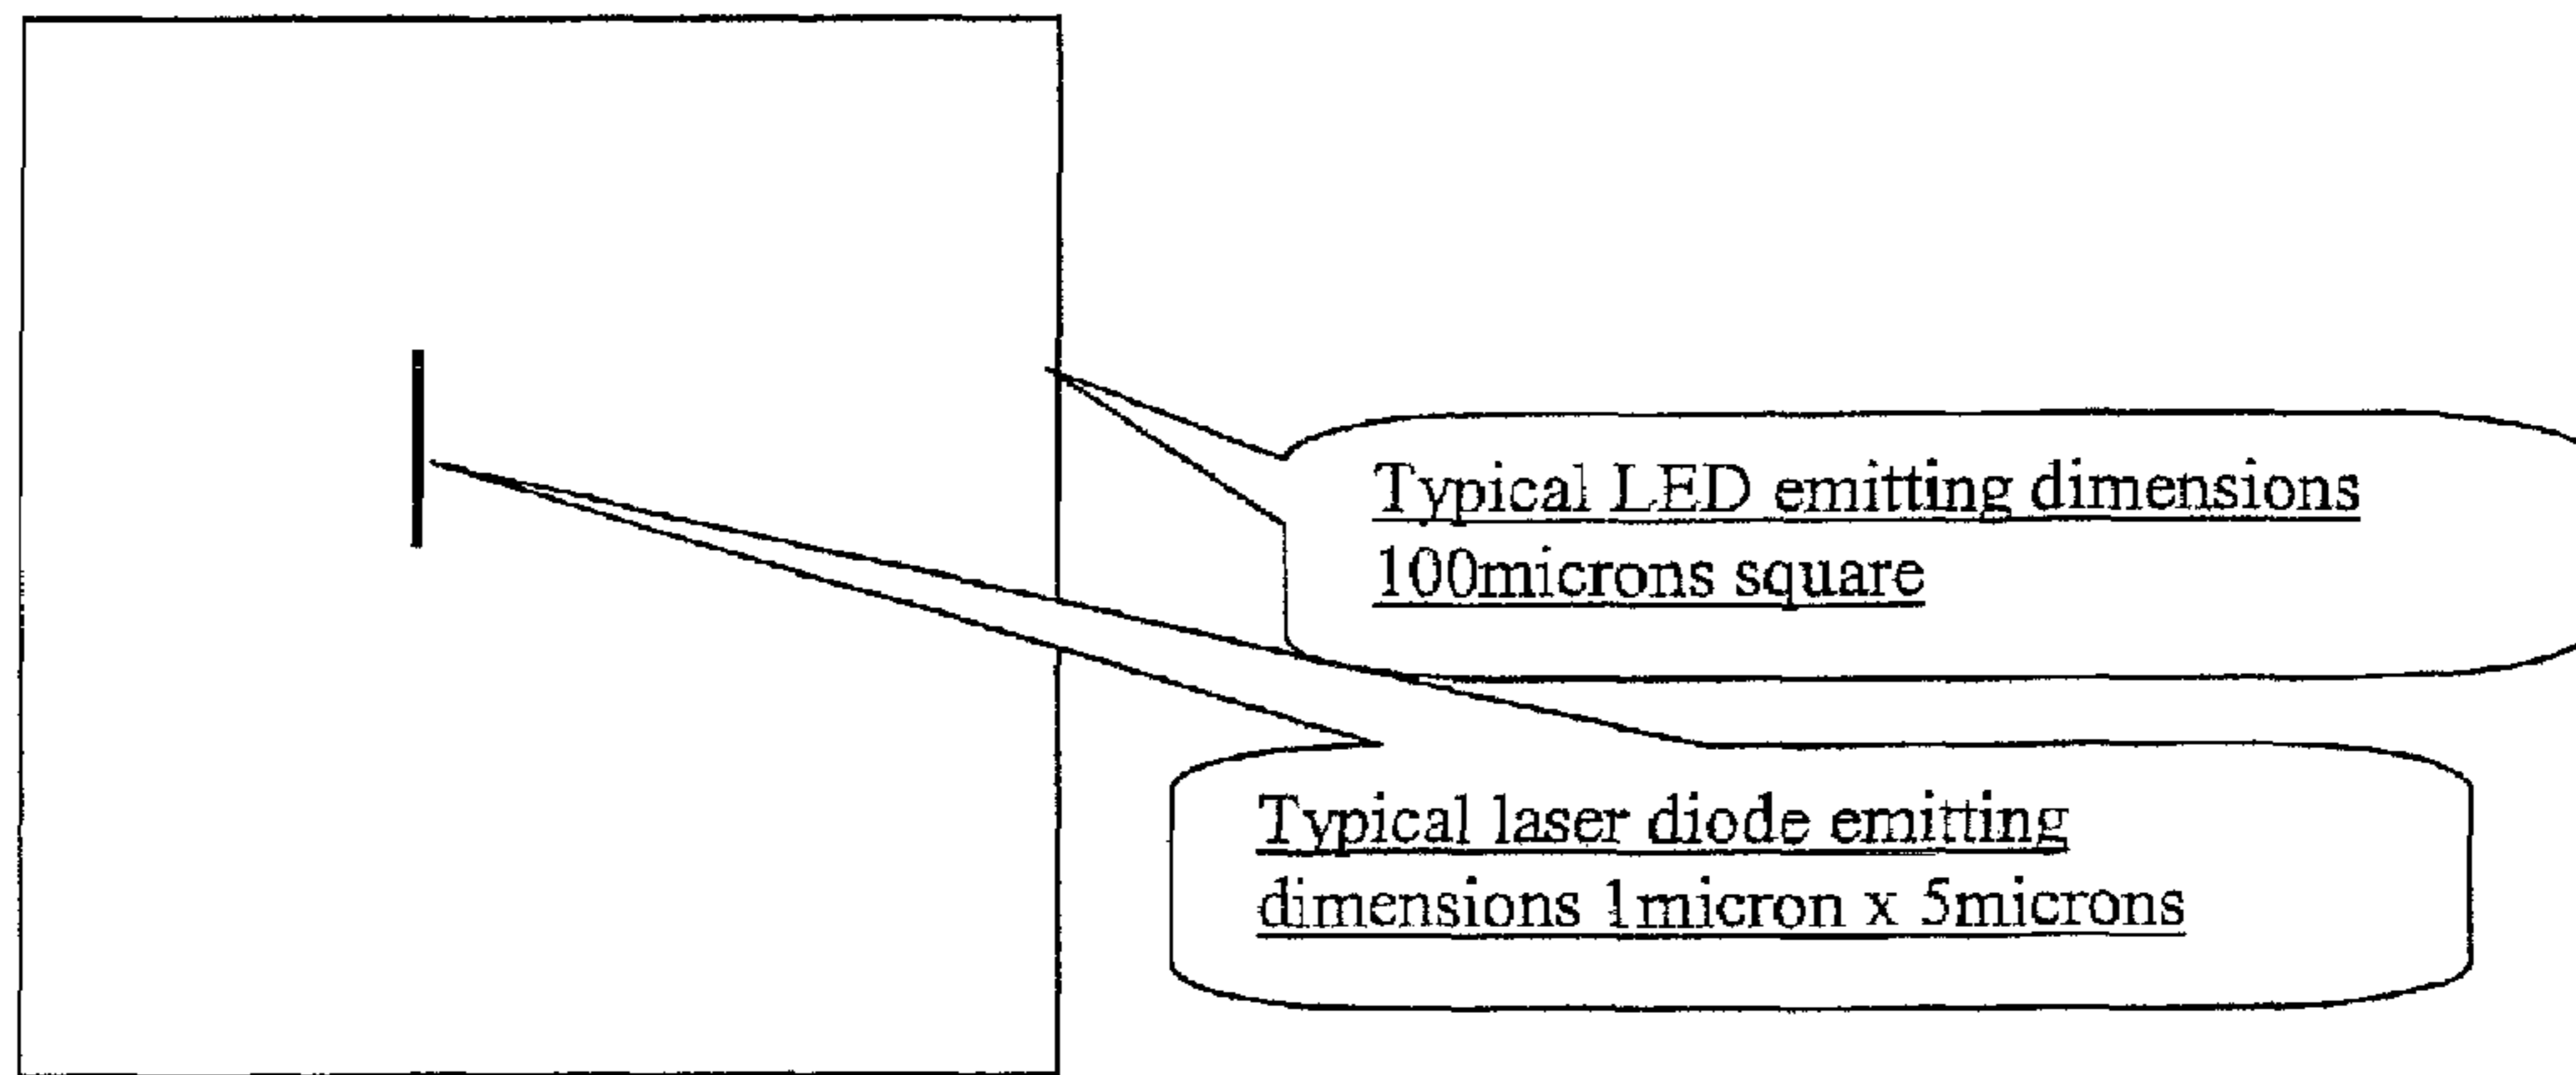 Typical LED emitting dimensions
100microns square
Typical laser diode emitting
dimensions 1micron x 5microns